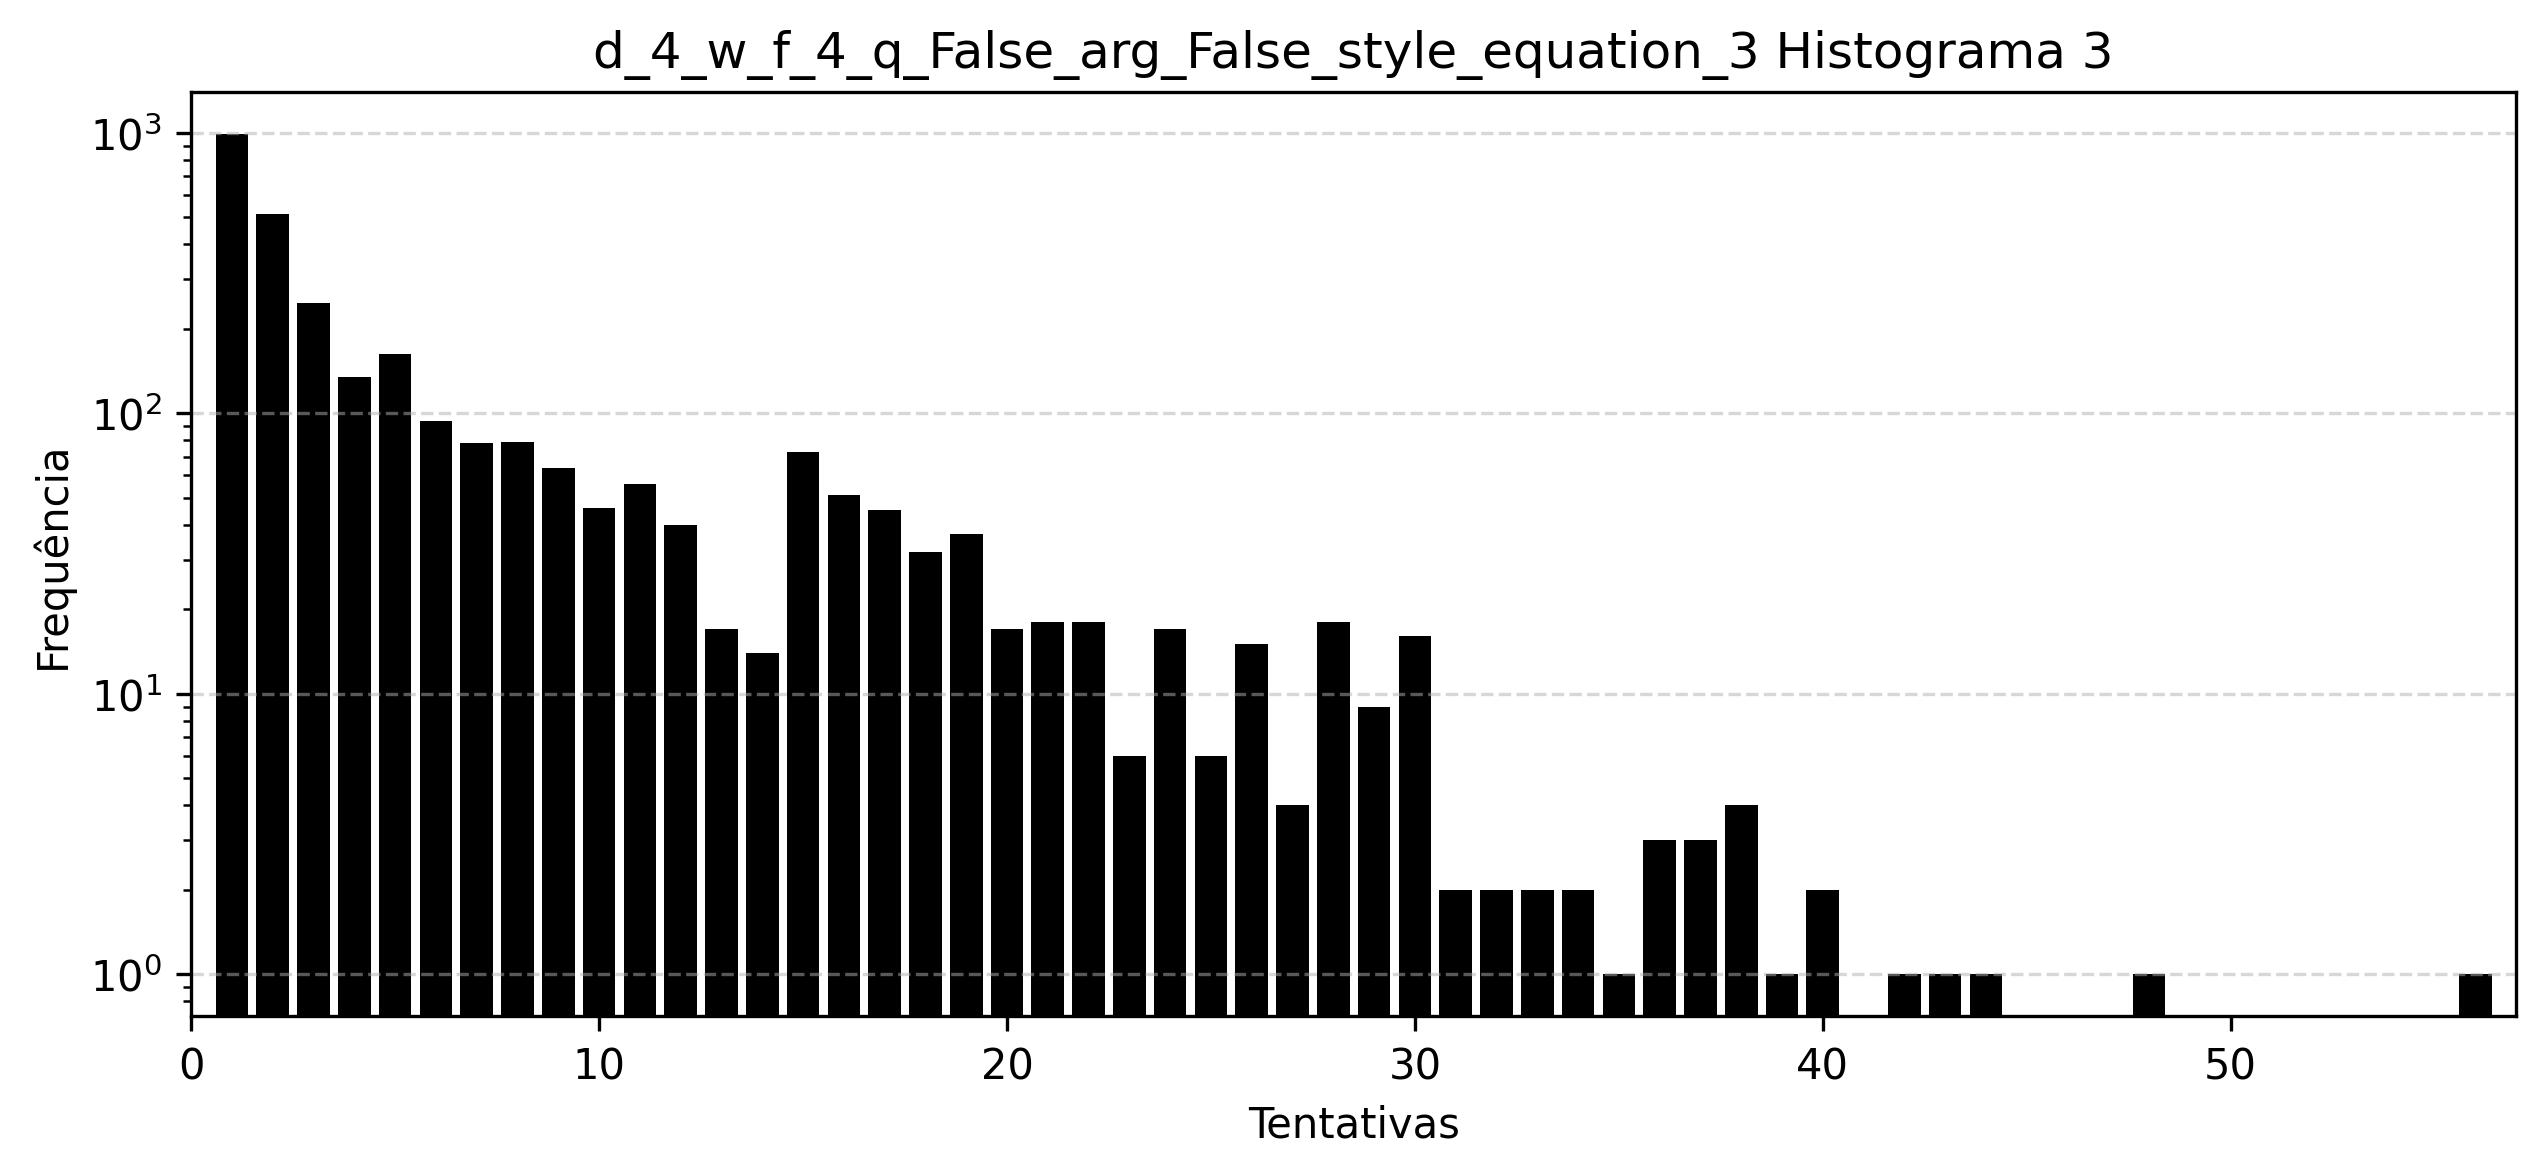 d_4_w_f_4_q_False_arg_False_style_equation_3 Histograma 3
10³
10²
10¹
10⁰
Frequência
0 10 20 30 40 50
Tentativas